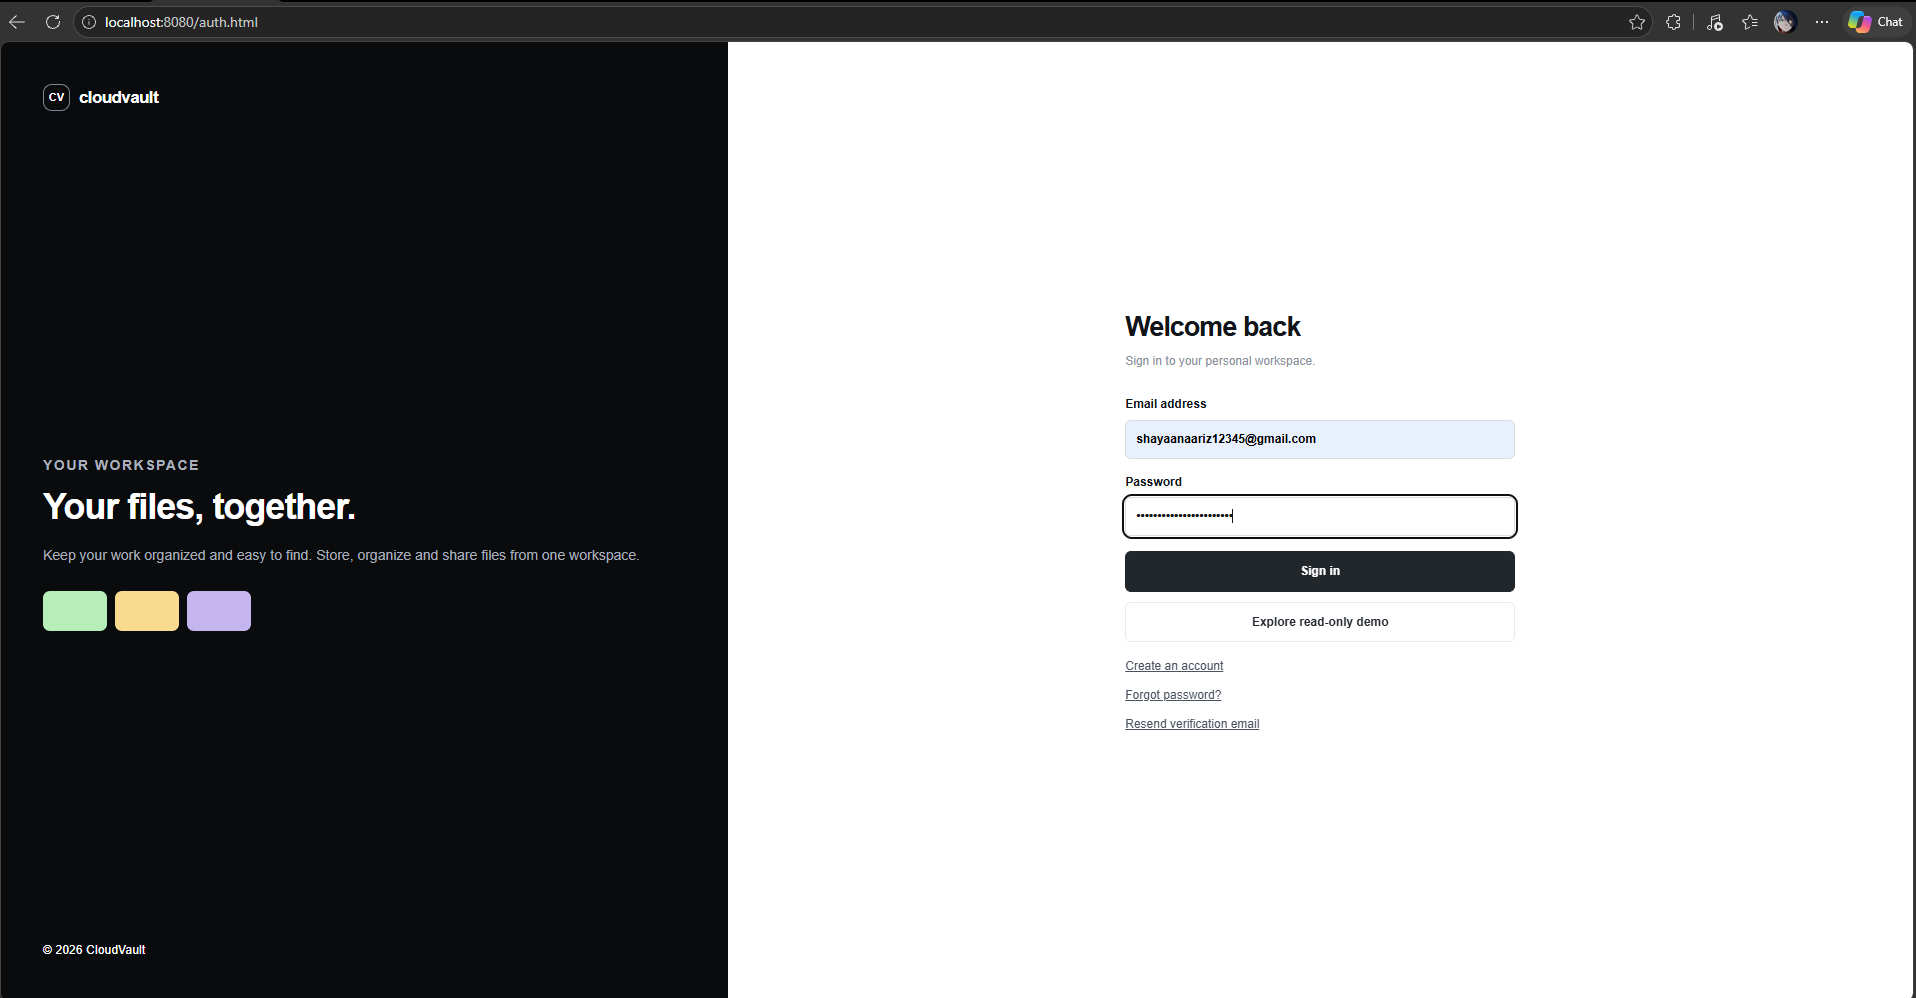 localhost:8080/auth.html
Chat
CV cloudvault
YOUR WORKSPACE
Your files, together.
Keep your work organized and easy to find. Store, organize and share files from one workspace.
© 2026 CloudVault
Welcome back
Sign in to your personal workspace.
Email address
shayaanaariz12345@gmail.com
Password
Sign in
Explore read-only demo
Create an account
Forgot password?
Resend verification email